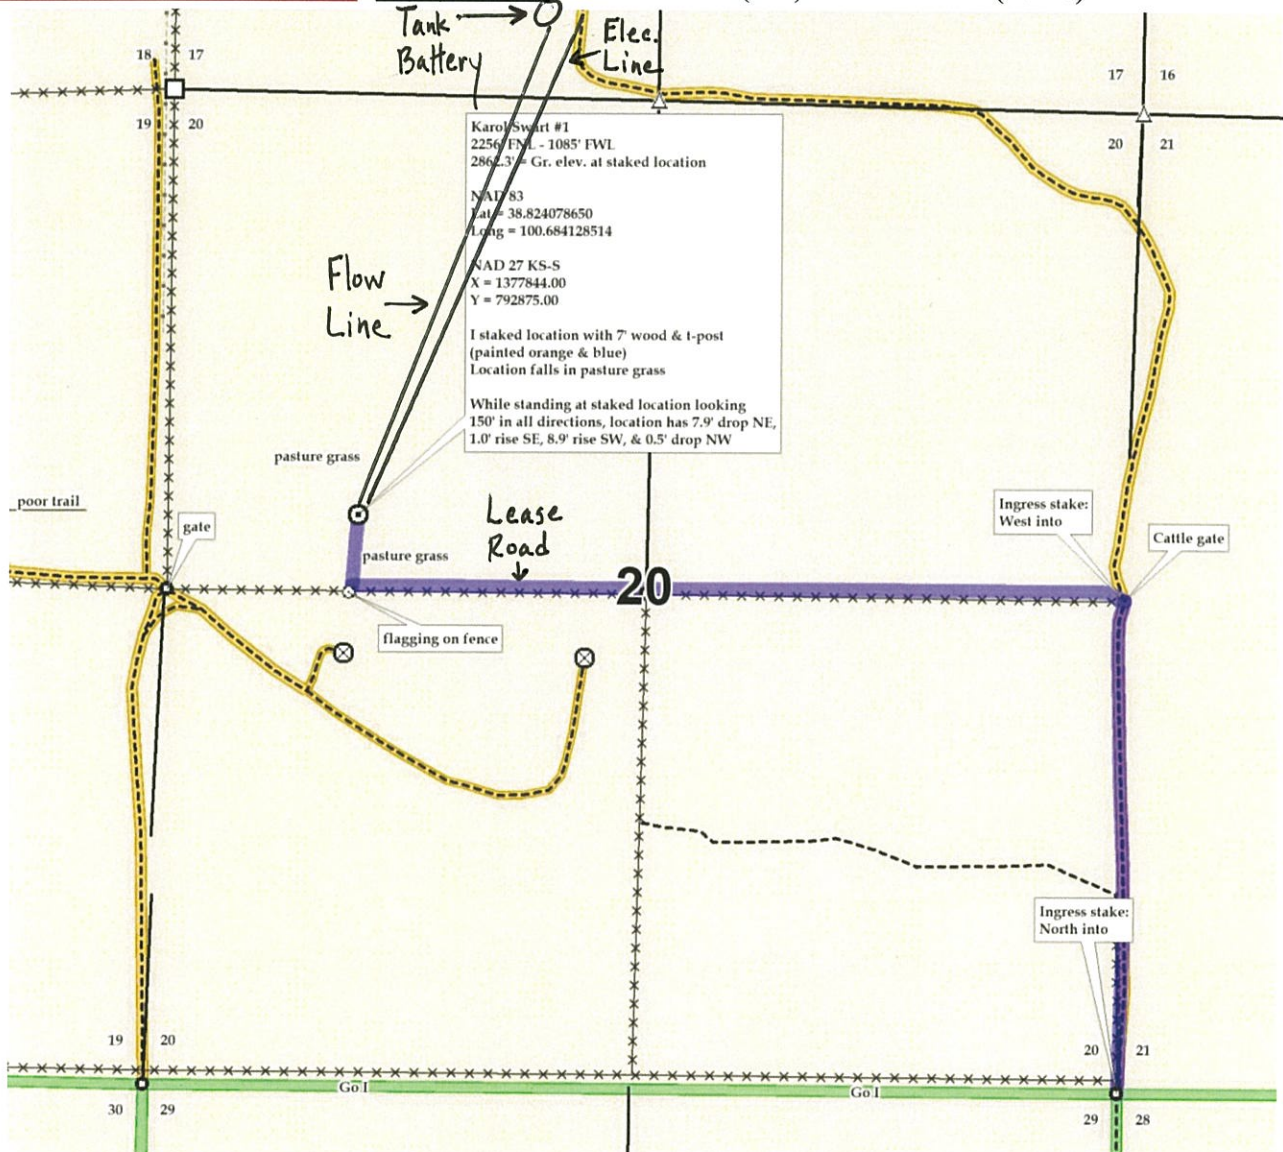 Tank
Battery
Elec.
Line
18
17
17
16
19
20
20
21
Karol Swart #1
2256' FNL - 1085' FWL
2862.3' = Gr. elev. at staked location
NAD 83
Lat = 38.824078650
Long = 100.684128514
NAD 27 KS-S
X = 1377844.00
Y = 792875.00
I staked location with 7' wood & t-post
(painted orange & blue)
Location falls in pasture grass
While standing at staked location looking
150' in all directions, location has 7.9' drop NE,
1.0' rise SE, 8.9' rise SW, & 0.5' drop NW
Flow
Line
pasture grass
poor trail
gate
Lease
Road
pasture grass
Ingress stake:
West into
Cattle gate
20
flagging on fence
Ingress stake:
North into
19
20
20
21
Go I
Go I
30
29
29
28